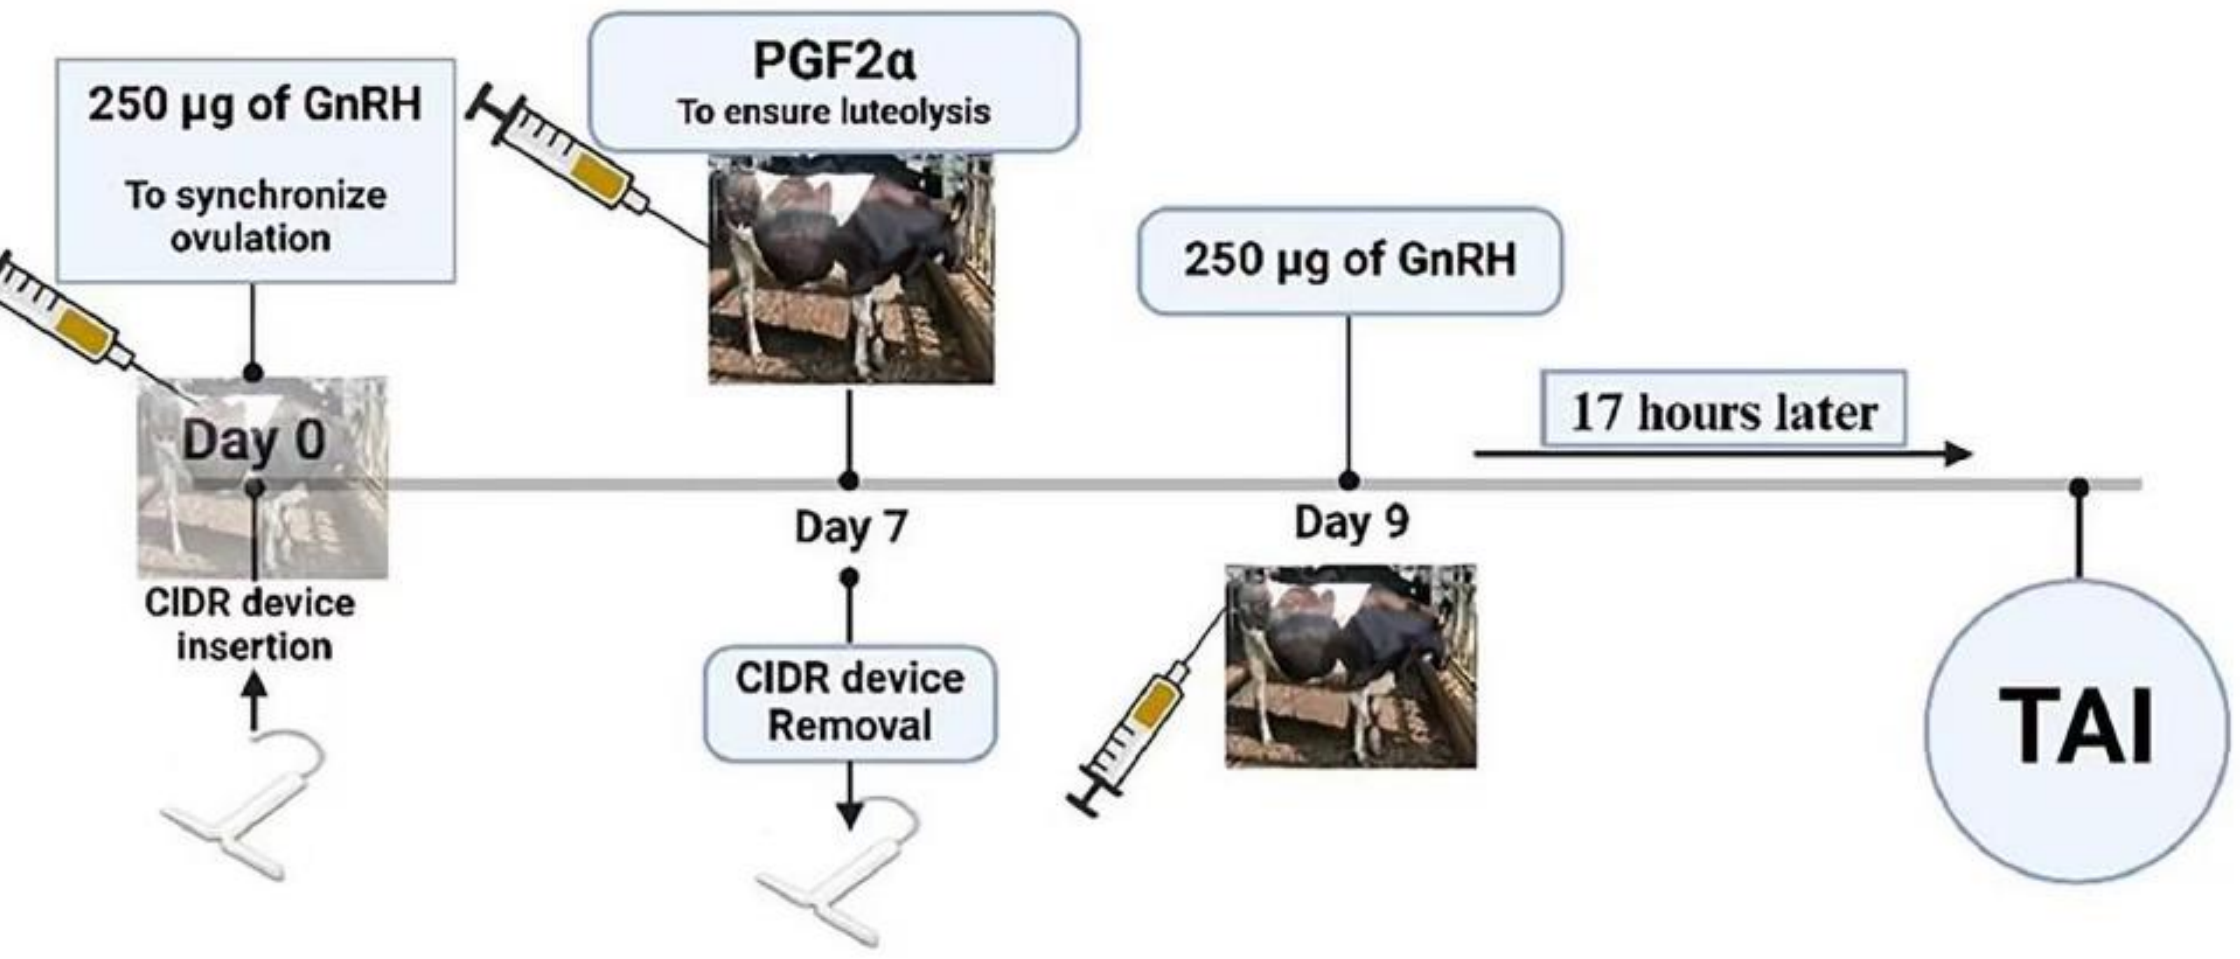 250 µg of GnRH
To synchronize
ovulation
Day 0
CIDR device
insertion
PGF2α
To ensure luteolysis
Day 7
CIDR device
Removal
250 µg of GnRH
Day 9
17 hours later
TAI